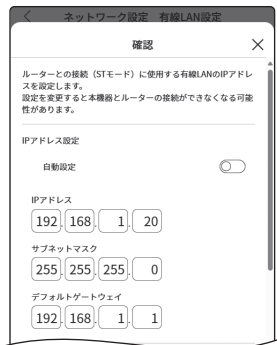 ネットワーク設定 有線LAN設定
確認
ルーターとの接続(STモード)に使用する有線LANのIPアドレ
スを設定します。
設定を変更すると本機器とルーターの接続ができなくなる可能
性があります。
IPアドレス設定
自動設定
IPアドレス
192.168.1.20
サブネットマスク
255.255.255.0
デフォルトゲートウェイ
192.168.1.1